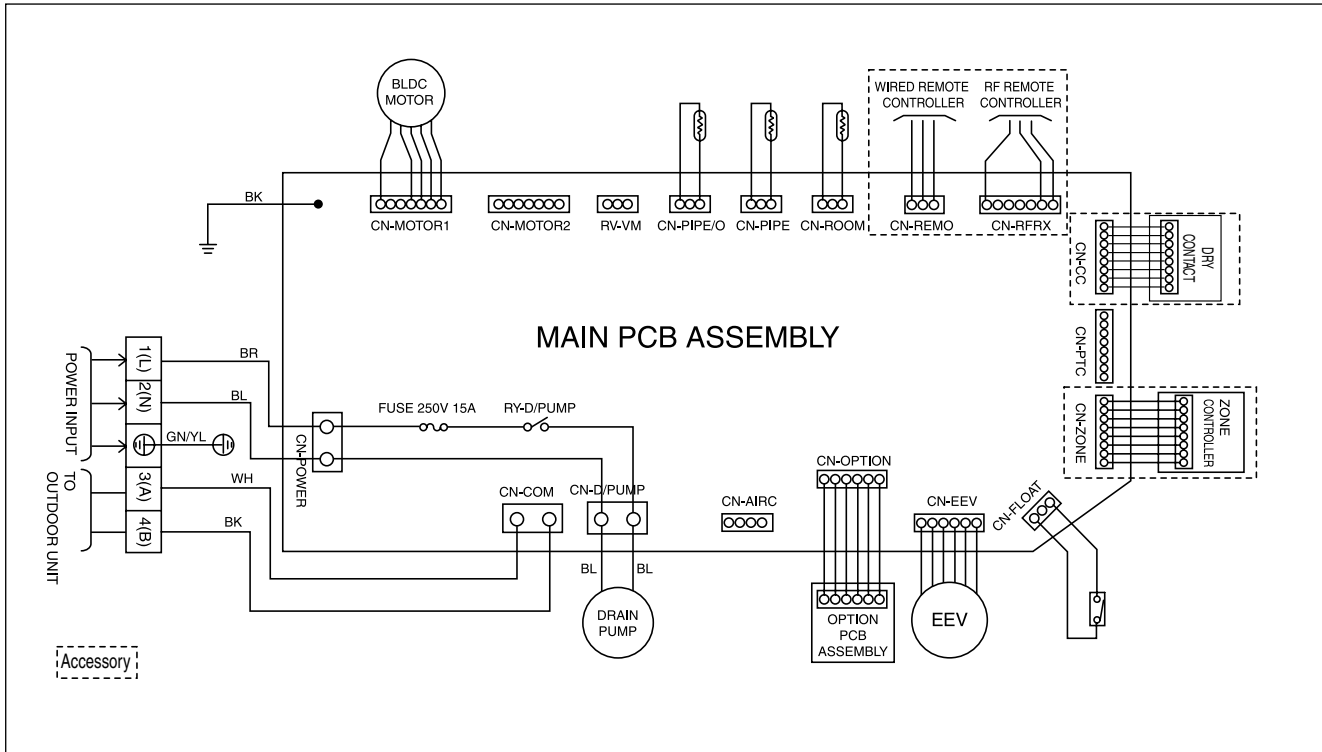 BLDC
MOTOR
WIRED REMOTE
CONTROLLER
RF REMOTE
CONTROLLER
BK
CN-MOTOR1
CN-MOTOR2
RV-VM
CN-PIPE/O
CN-PIPE
CN-ROOM
CN-REMO
CN-RFRX
CN-CC
DRY
CONTACT
MAIN PCB ASSEMBLY
CN-PTC
POWER INPUT
1(L)
BR
2(N)
BL
GN/YL
CN-POWER
FUSE 250V 15A
RY-D/PUMP
CN-ZONE
ZONE
CONTROLLER
TO
OUTDOOR UNIT
3(A)
WH
4(B)
BK
CN-COM
CN-D/PUMP
CN-AIRC
CN-OPTION
CN-EEV
CN-FLOAT
BL
BL
DRAIN
PUMP
OPTION
PCB
ASSEMBLY
EEV
Accessory